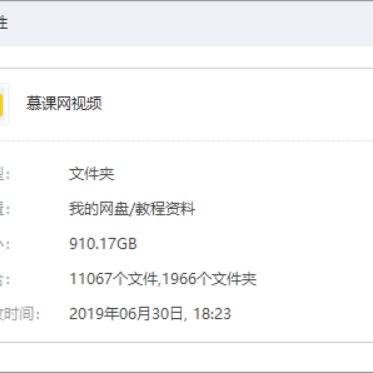 性
慕课网视频
型： 文件夹
置： 我的网盘/教程资料
小： 910.17GB
含： 11067个文件,1966个文件夹
改时间： 2019年06月30日, 18:23